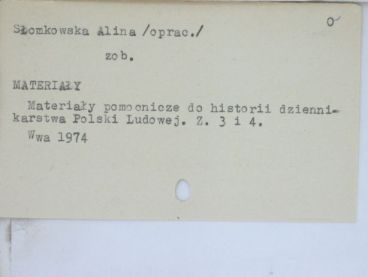 Słomkowska Alina /oprac./
zob.
MATERIAŁY
Materiały pomocnicze do historii dzienni-
karstwa Polski Ludowej. Z. 3 i 4.
Wwa 1974